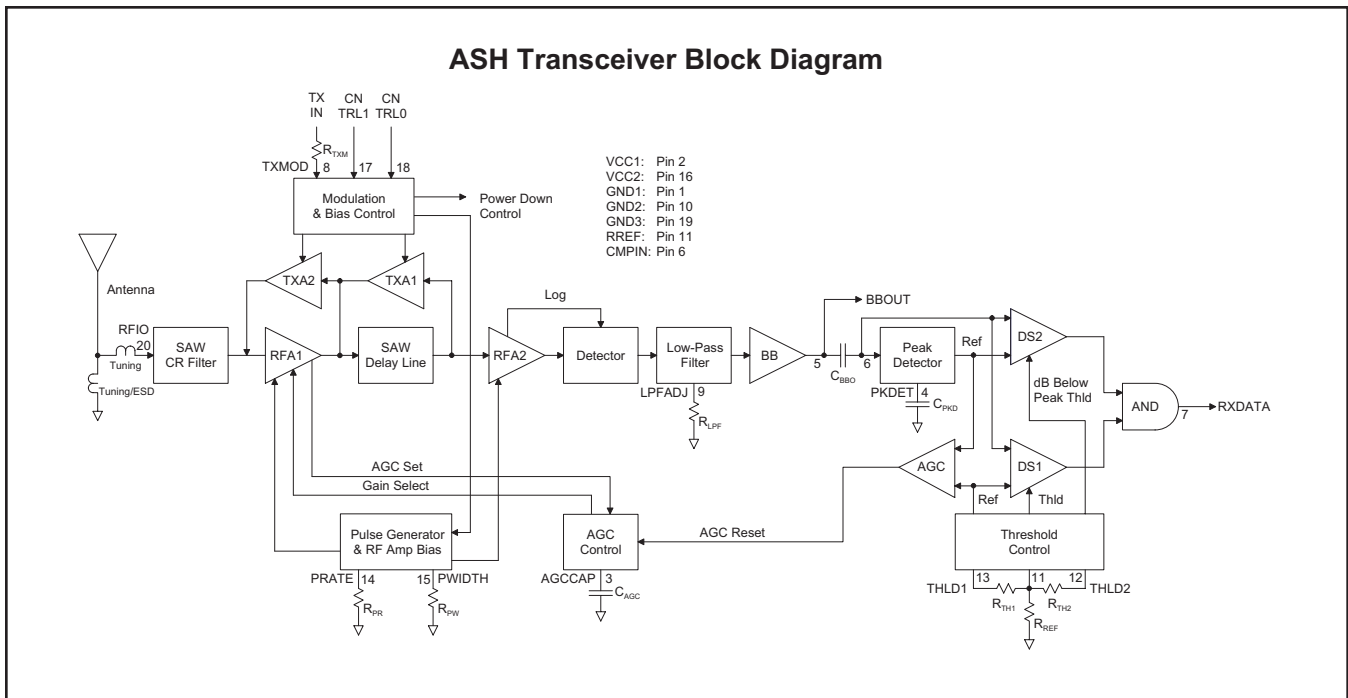 ASH Transceiver Block Diagram
TX
IN
CN
TRL1
CN
TRL0
RTXM
TXMOD
8
17
18
VCC1: Pin 2
VCC2: Pin 16
GND1: Pin 1
GND2: Pin 10
GND3: Pin 19
RREF: Pin 11
CMPIN: Pin 6
Modulation
& Bias Control
Power Down
Control
TXA2
TXA1
Antenna
Log
BBOUT
RFIO
20
Tuning
Tuning/ESD
SAW
CR Filter
RFA1
SAW
Delay Line
RFA2
Detector
Low-Pass
Filter
BB
5
CBBO
6
Peak
Detector
Ref
DS2
LPFADJ
9
RLPF
PKDET
4
CPKD
dB Below
Peak Thld
AND
7
RXDATA
AGC Set
Gain Select
AGC
DS1
Ref
Thld
Pulse Generator
& RF Amp Bias
AGC
Control
AGC Reset
Threshold
Control
PRATE
14
15
PWIDTH
AGCCAP
3
THLD1
13
11
12
THLD2
RPR
RPW
CAGC
RTH1
RTH2
RREF